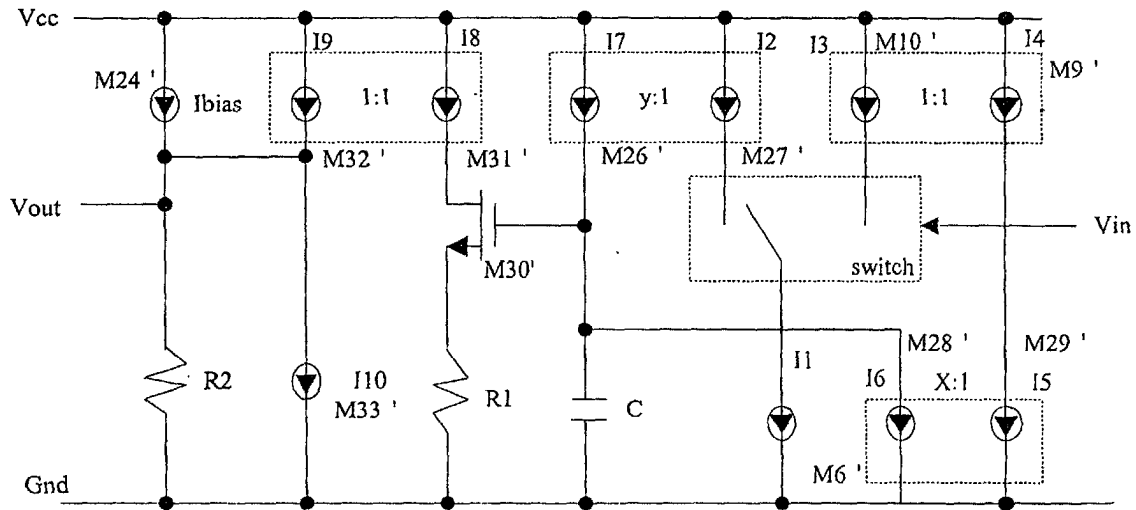 Vcc
I9 I8 I7 I2 I3 M10 ' I4
M24 ' Ibias 1:1 y:1 1:1 M9 '
M32 ' M31 ' M26 ' M27 '
Vout Vin
M30' switch
R2 I10 R1 C I1 M28 ' M29 '
M33 ' I6 X:1 I5
M6 '
Gnd